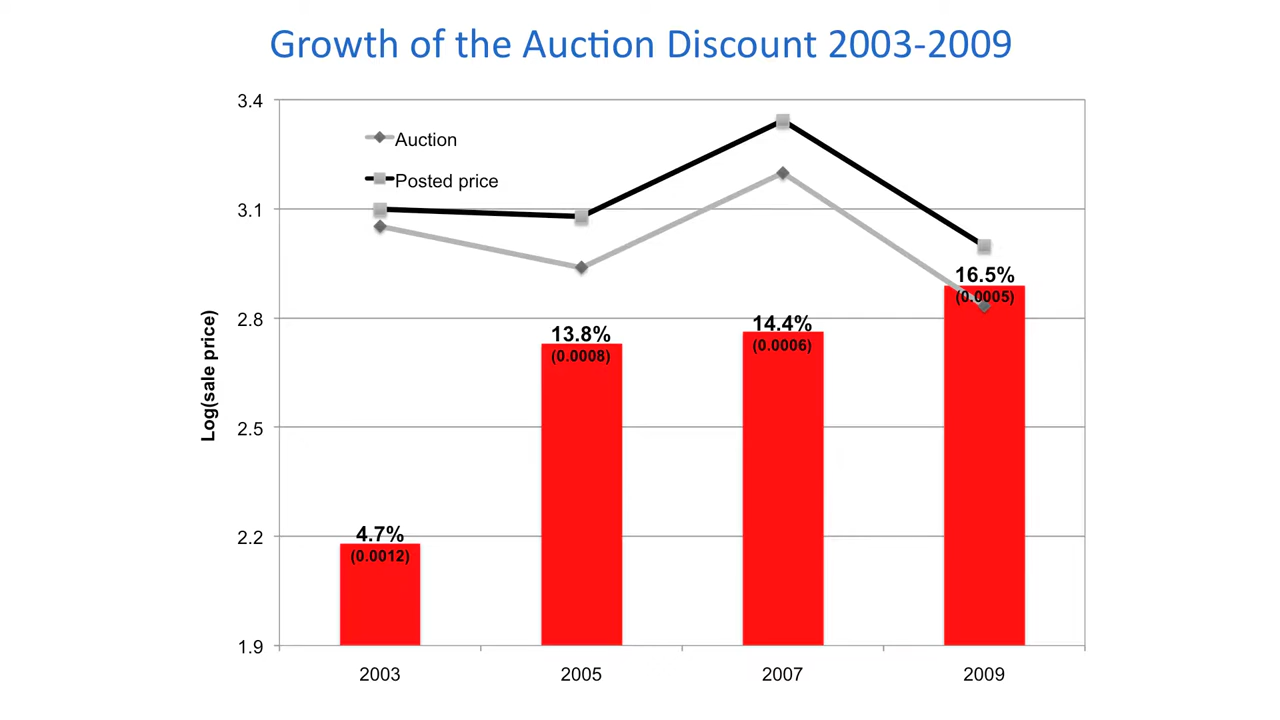 Growth of the Auction Discount 2003-2009
3.4
Auction
Posted price
3.1
16.5%
(0.0005)
2.8
14.4%
(0.0006)
13.8%
(0.0008)
Log(sale price)
2.5
2.2
4.7%
(0.0012)
1.9
2003 2005 2007 2009